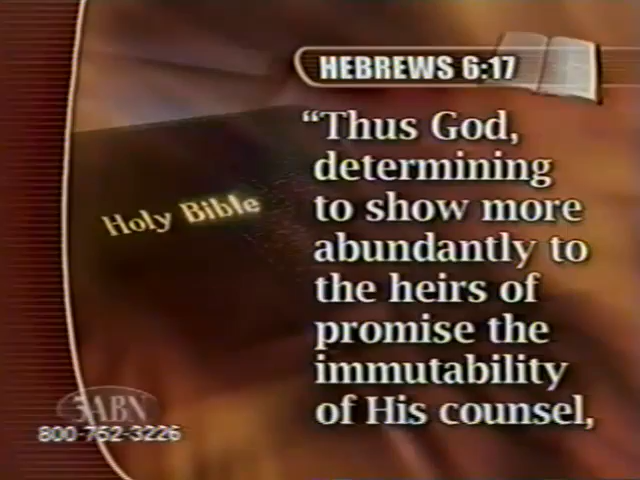 HEBREWS 6:17
“Thus God,
determining
to show more
abundantly to
the heirs of
promise the
immutability
of His counsel,
Holy Bible
3ABN
800-752-3226